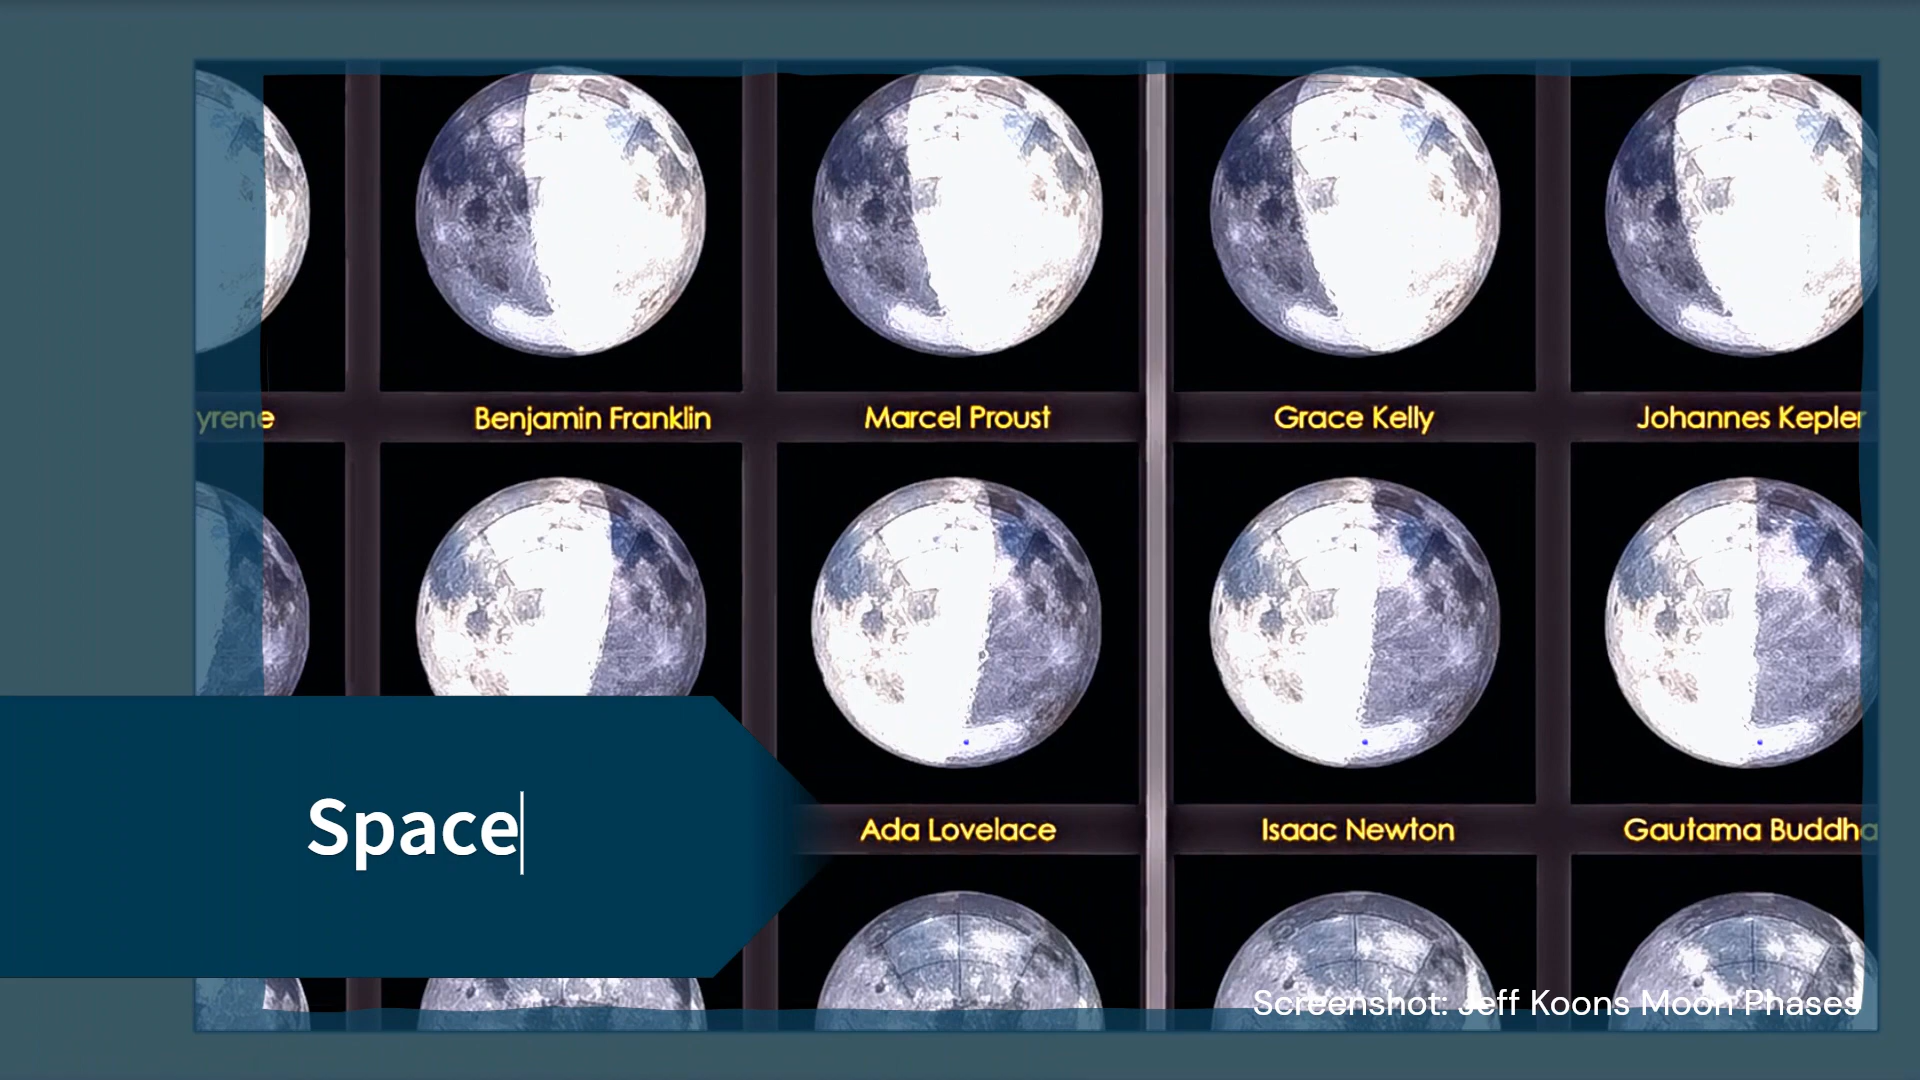 yrene
Benjamin Franklin
Marcel Proust
Grace Kelly
Johannes Kepler
Ada Lovelace
Isaac Newton
Gautama Buddha
Space
Screenshot: Jeff Koons Moon Phases